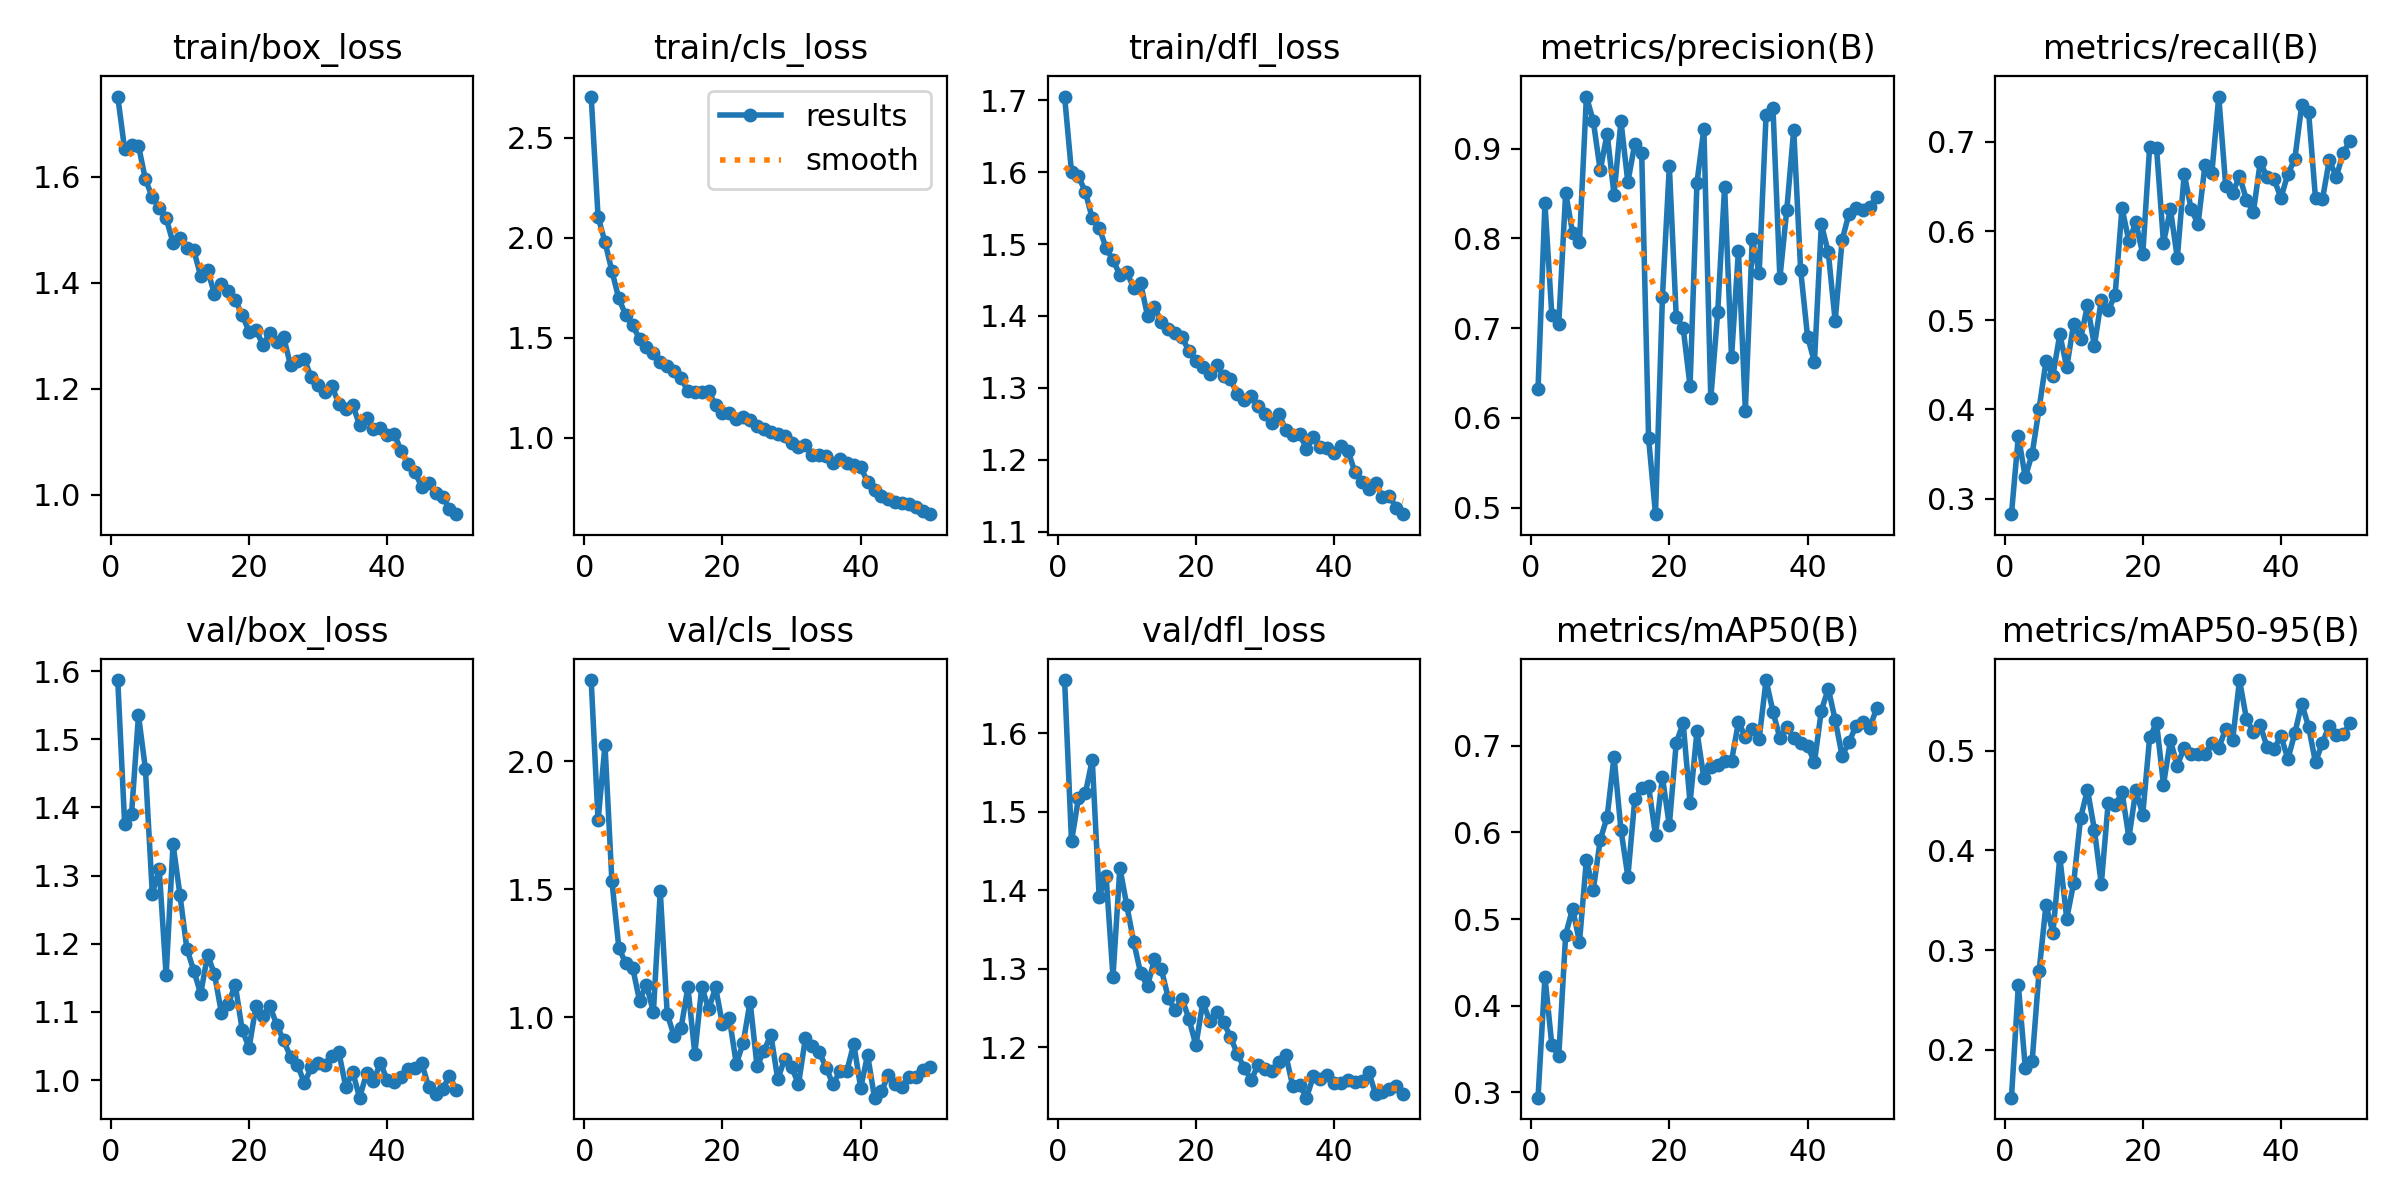 train/box_loss
1.6
1.4
1.2
1.0
0 20 40
train/cls_loss
results
smooth
2.5
2.0
1.5
1.0
0 20 40
train/dfl_loss
1.7
1.6
1.5
1.4
1.3
1.2
1.1
0 20 40
metrics/precision(B)
0.9
0.8
0.7
0.6
0.5
0 20 40
metrics/recall(B)
0.7
0.6
0.5
0.4
0.3
0 20 40
val/box_loss
1.6
1.5
1.4
1.3
1.2
1.1
1.0
0 20 40
val/cls_loss
2.0
1.5
1.0
0 20 40
val/dfl_loss
1.6
1.5
1.4
1.3
1.2
0 20 40
metrics/mAP50(B)
0.7
0.6
0.5
0.4
0.3
0 20 40
metrics/mAP50-95(B)
0.5
0.4
0.3
0.2
0 20 40